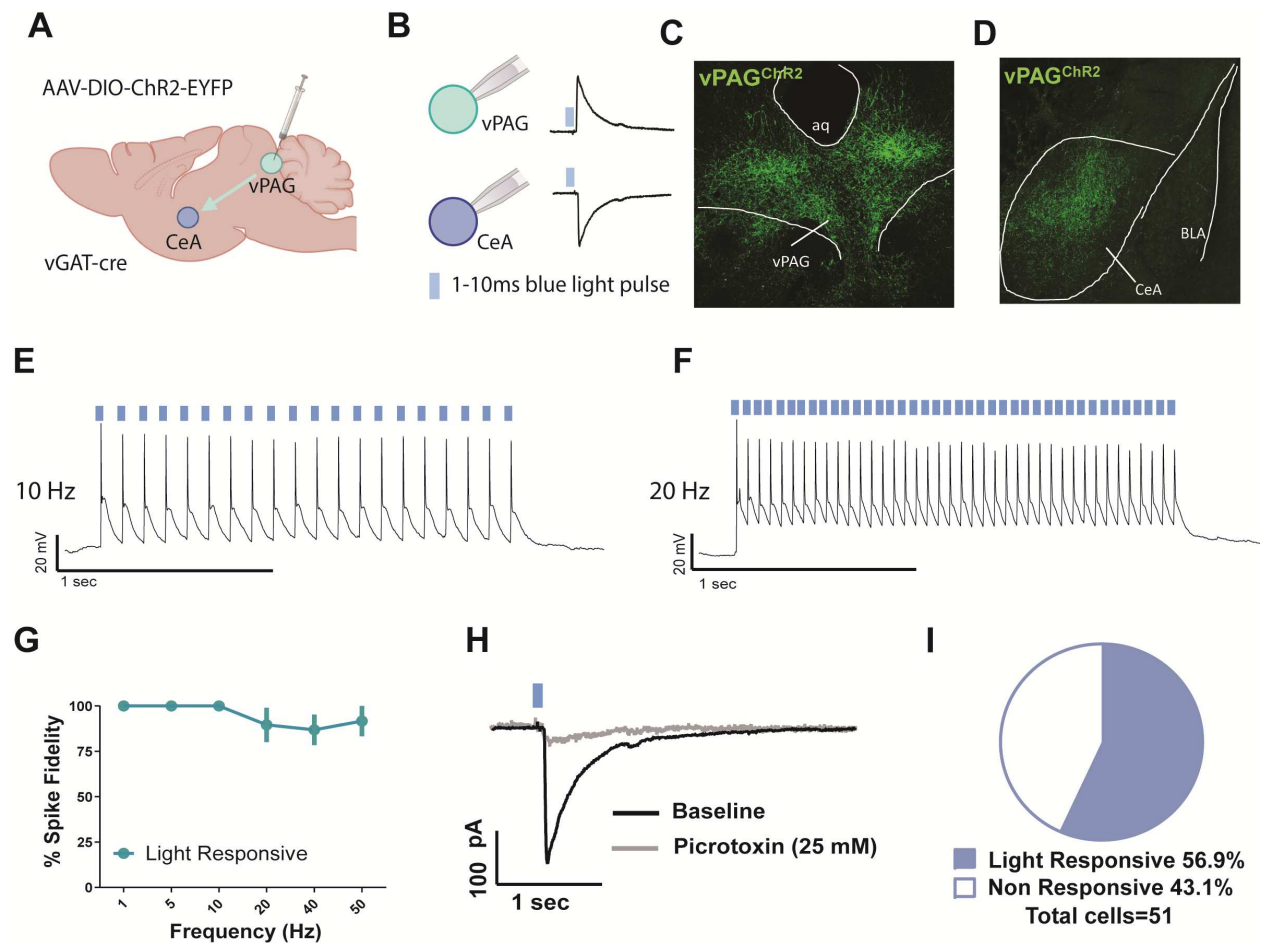 A
AAV-DIO-ChR2-EYFP
vPAG
CeA
vGAT-cre
B
vPAG
CeA
1-10ms blue light pulse
C
vPAGChR2
aq
vPAG
D
vPAGChR2
BLA
CeA
E
10 Hz
20 mV
1 sec
F
20 Hz
20 mV
1 sec
G
% Spike Fidelity
100
75
50
25
0
Light Responsive
1 5 10 20 40 50
Frequency (Hz)
H
Baseline
Picrotoxin (25 mM)
100 pA
1 sec
I
Light Responsive 56.9%
Non Responsive 43.1%
Total cells=51